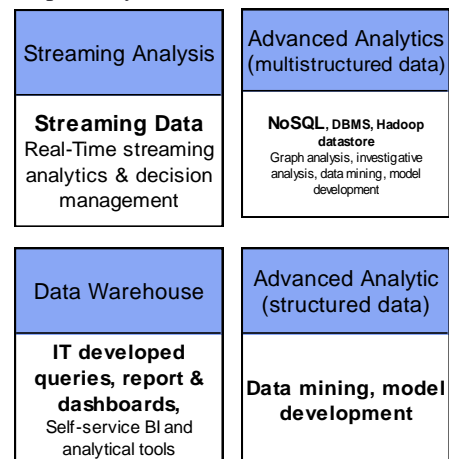 Streaming Analysis
Streaming Data
Real-Time streaming
analytics & decision
management
Advanced Analytics
(multistructured data)
NoSQL, DBMS, Hadoop
datastore
Graph analysis, investigative
analysis, data mining, model
development
Data Warehouse
IT developed
queries, report &
dashboards,
Self-service BI and
analytical tools
Advanced Analytic
(structured data)
Data mining, model
development